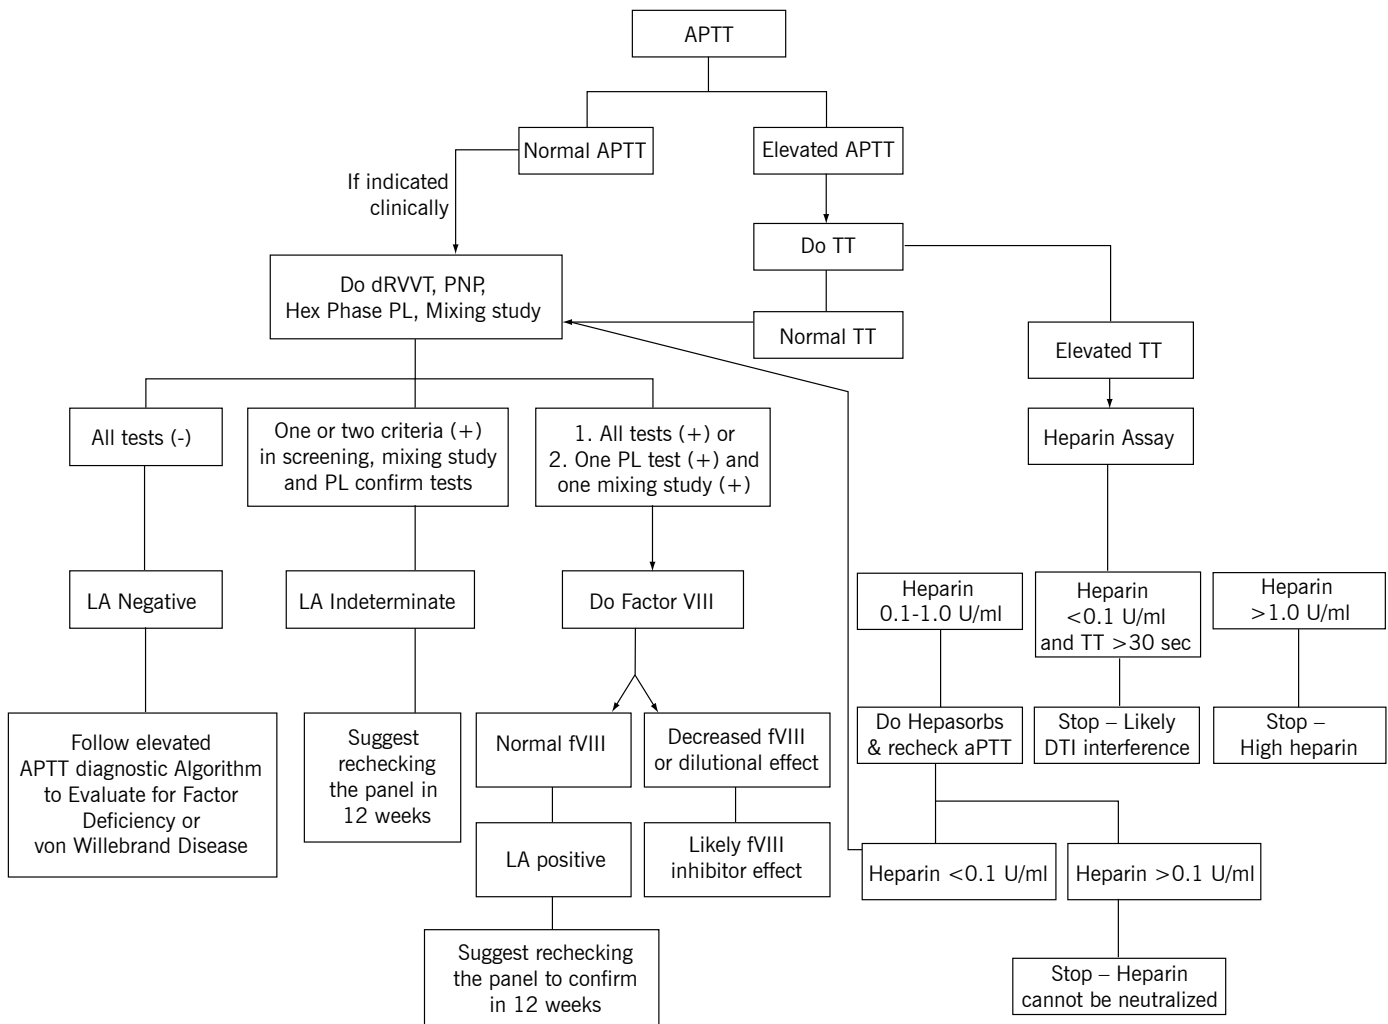 APTT
Normal APTT
Elevated APTT
If indicated
clinically
Do TT
Do dRVVT, PNP,
Hex Phase PL, Mixing study
Normal TT
Elevated TT
All tests (-)
One or two criteria (+)
in screening, mixing study
and PL confirm tests
1. All tests (+) or
2. One PL test (+) and
one mixing study (+)
Heparin Assay
LA Negative
LA Indeterminate
Do Factor VIII
Heparin
0.1-1.0 U/ml
Heparin
<0.1 U/ml
and TT >30 sec
Heparin
>1.0 U/ml
Follow elevated
APTT diagnostic Algorithm
to Evaluate for Factor
Deficiency or
von Willebrand Disease
Suggest
rechecking
the panel in
12 weeks
Normal fVIII
Decreased fVIII
or dilutional effect
Do Hepasorbs
& recheck aPTT
Stop – Likely
DTI interference
Stop –
High heparin
LA positive
Likely fVIII
inhibitor effect
Heparin <0.1 U/ml
Heparin >0.1 U/ml
Suggest rechecking
the panel to confirm
in 12 weeks
Stop – Heparin
cannot be neutralized